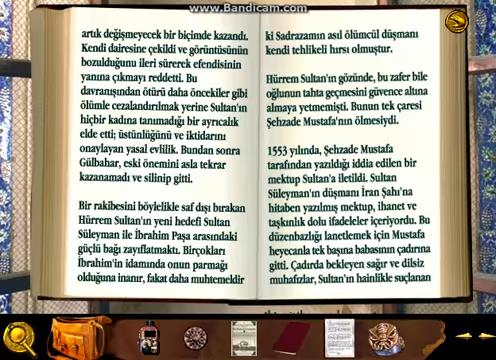 www.Bandicam.com
artık değişmeyecek bir biçimde kazandı.
Kendi dairesine çekildi ve görüntüsünün
bozulduğunu ileri sürerek efendisinin
yanına çıkmayı reddetti. Bu
davranışından ötürü daha öncekiler gibi
ölümle cezalandırılmak yerine Sultan'ın
hiçbir kadına tanımadığı bir ayrıcalık
elde etti; üstünlüğünü ve iktidarını
onaylayan yasal evlilik. Bundan sonra
Gülbahar, eski önemini asla tekrar
kazanamadı ve silinip gitti.
Bir rakibesini böylelikle saf dışı bırakan
Hürrem Sultan'ın yeni hedefi Sultan
Süleyman ile İbrahim Paşa arasındaki
güçlü bağı zayıflatmaktı. Birçokları
İbrahim'in idamında onun parmağı
olduğuna inanır, fakat daha muhtemeldir
ki Sadrazamın asıl ölümcül düşmanı
kendi tehlikeli hırsı olmuştur.
Hürrem Sultan'ın gözünde, bu zafer bile
oğlunun tahta geçmesini güvence altına
almaya yetmemişti. Bunun tek çaresi
Şehzade Mustafa'nın ölmesiydi.
1553 yılında, Şehzade Mustafa
tarafından yazıldığı iddia edilen bir
mektup Sultan'a iletildi. Sultan
Süleyman'ın düşmanı İran Şahı'na
hitaben yazılmış mektup, ihanet ve
taşkınlık dolu ifadeleler içeriyordu. Bu
düzenbazlığı lanetlemek için Mustafa
heyecanla tek başına babasının çadırına
gitti. Çadırda bekleyen sağır ve dilsiz
muhafızlar, Sultan'ın hainlikle suçlanan